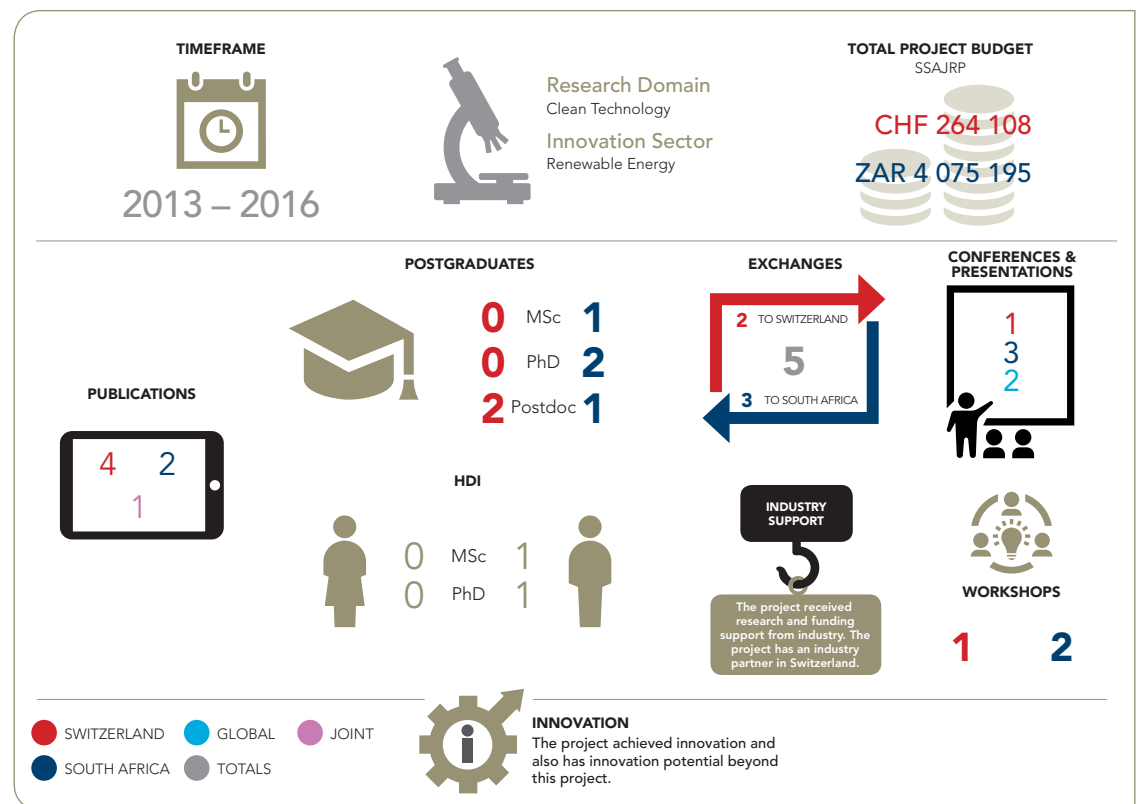 TIMEFRAME
2013 – 2016
Research Domain
Clean Technology
Innovation Sector
Renewable Energy
TOTAL PROJECT BUDGET
SSAJRP
CHF 264 108
ZAR 4 075 195
PUBLICATIONS
4 2
1
POSTGRADUATES
0 MSc 1
0 PhD 2
2 Postdoc 1
HDI
0 MSc 1
0 PhD 1
EXCHANGES
2 TO SWITZERLAND
5
3 TO SOUTH AFRICA
CONFERENCES &
PRESENTATIONS
1
3
2
INDUSTRY
SUPPORT
The project received
research and funding
support from industry. The
project has an industry
partner in Switzerland.
WORKSHOPS
1 2
SWITZERLAND GLOBAL JOINT
SOUTH AFRICA TOTALS
i
INNOVATION
The project achieved innovation and
also has innovation potential beyond
this project.